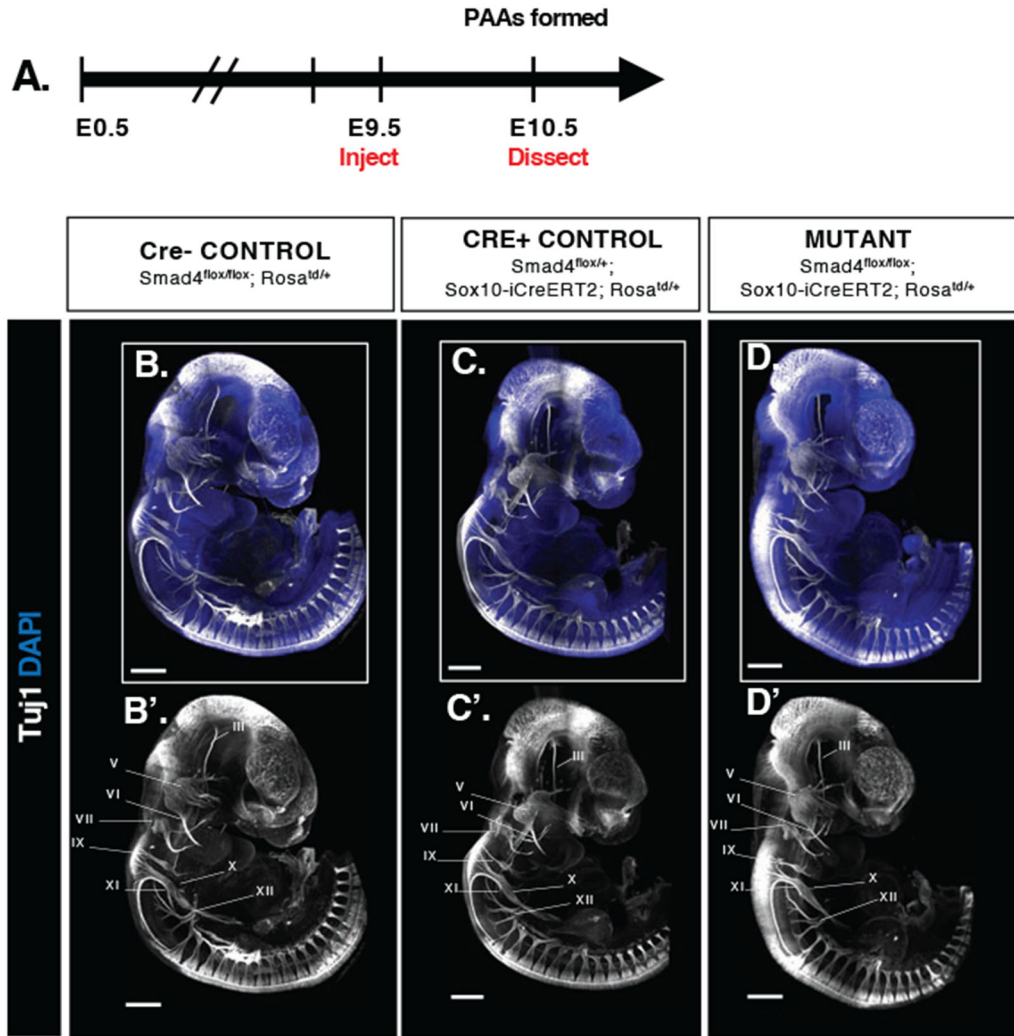 PAAs formed
A.
E0.5
E9.5
E10.5
Inject
Dissect
Cre- CONTROL
Smad4flox/flox; Rosatd/+
CRE+ CONTROL
Smad4flox/+;
Sox10-iCreERT2; Rosatd/+
MUTANT
Smad4flox/flox;
Sox10-iCreERT2; Rosatd/+
Tuj1 DAPI
B.
C.
D.
B'.
III
V
VI
VII
IX
X
XI
XII
C'.
III
V
VI
VII
IX
X
XI
XII
D'
III
V
VI
VII
IX
X
XI
XII